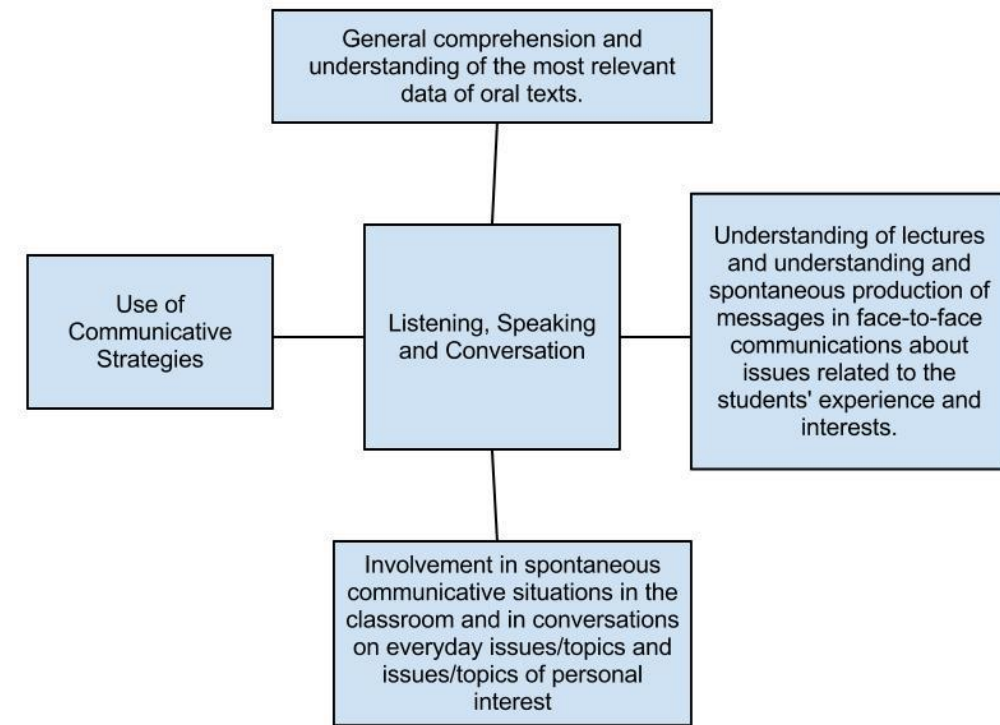 General comprehension and
understanding of the most relevant
data of oral texts.
Use of
Communicative
Strategies
Listening, Speaking
and Conversation
Understanding of lectures
and understanding and
spontaneous production of
messages in face-to-face
communications about
issues related to the
students' experience and
interests.
Involvement in spontaneous
communicative situations in the
classroom and in conversations
on everyday issues/topics and
issues/topics of personal
interest